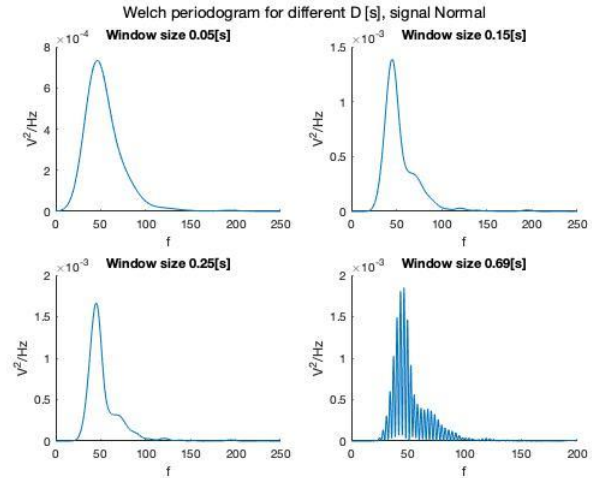 Welch periodogram for different D [s], signal Normal
×10⁻⁴ Window size 0.05[s]
8
6
4
2
0
V²/Hz
0 50 100 150 200 250
f
×10⁻³ Window size 0.15[s]
1.5
1
0.5
0
V²/Hz
0 50 100 150 200 250
f
×10⁻³ Window size 0.25[s]
2
1.5
1
0.5
0
V²/Hz
0 50 100 150 200 250
f
×10⁻³ Window size 0.69[s]
2
1.5
1
0.5
0
V²/Hz
0 50 100 150 200
f